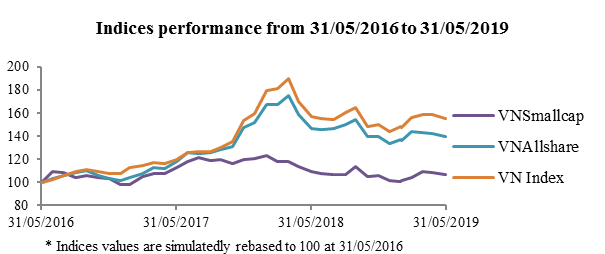 Indices performance from 31/05/2016 to 31/05/2019
200
180
160
140
120
100
80
VNSmallcap
VNAllshare
VN Index
31/05/2016 31/05/2017 31/05/2018 31/05/2019
* Indices values are simulatedly rebased to 100 at 31/05/2016